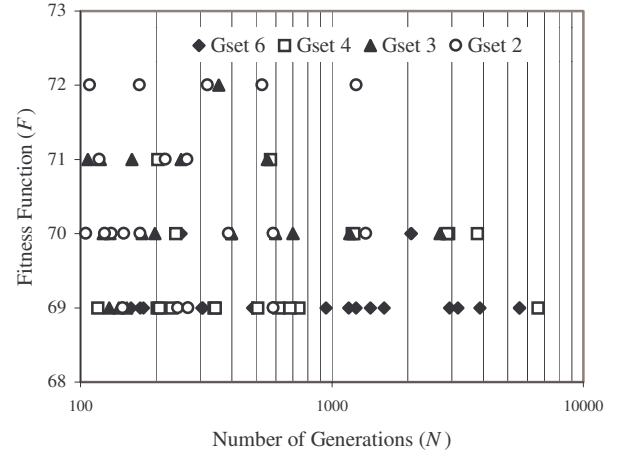 73
Gset 6 Gset 4 Gset 3 Gset 2
72
71
70
69
68
Fitness Function (F)
100 1000 10000
Number of Generations (N)